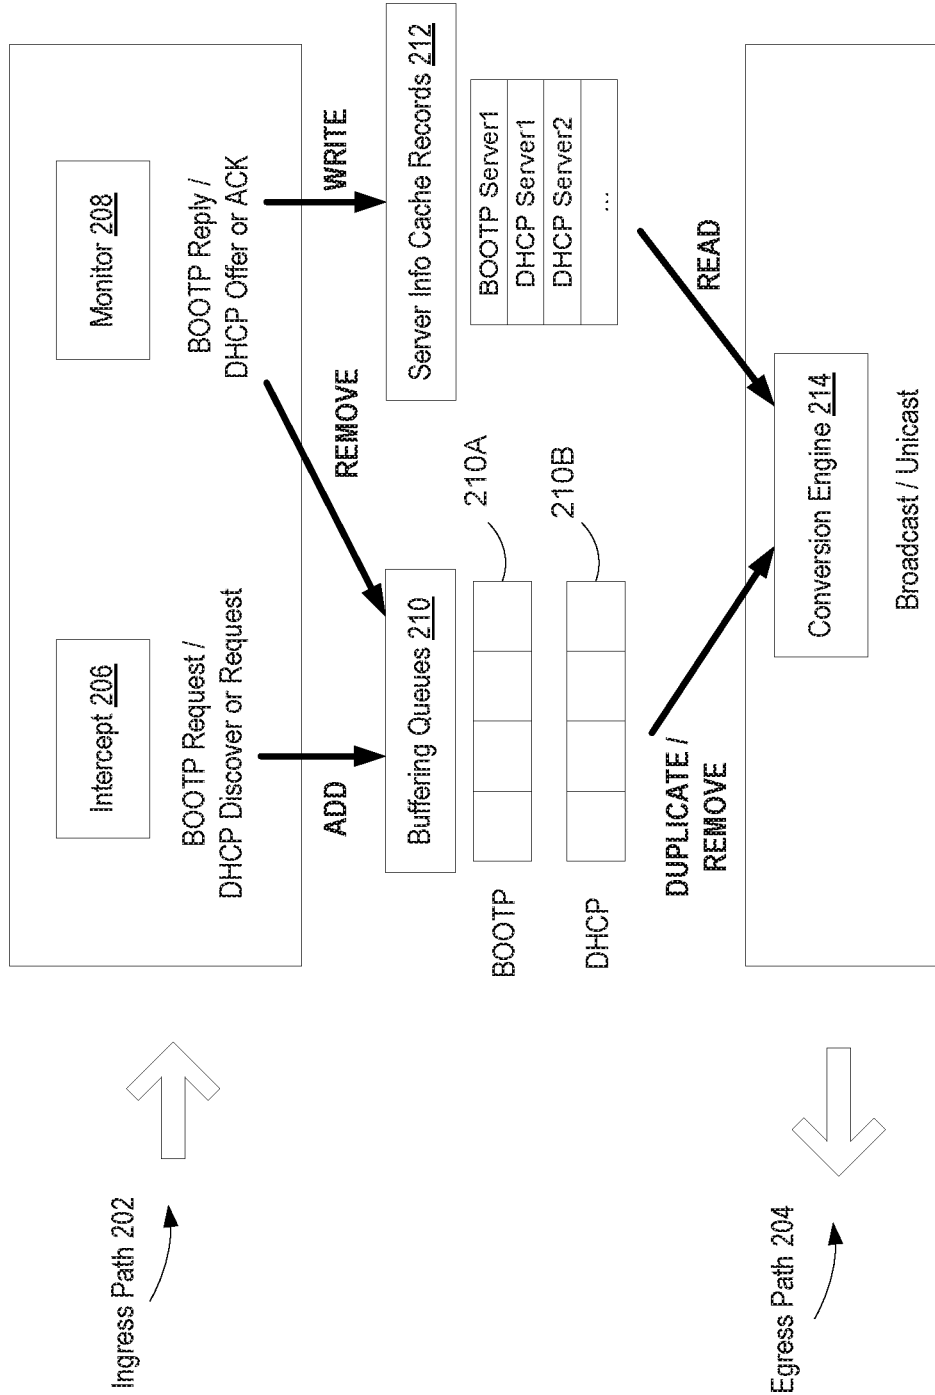 Ingress Path 202
Intercept 206
BOOTP Request /
DHCP Discover or Request
Monitor 208
BOOTP Reply /
DHCP Offer or ACK
ADD
REMOVE
WRITE
Buffering Queues 210
BOOTP
210A
DHCP
210B
Server Info Cache Records 212
BOOTP Server1
DHCP Server1
DHCP Server2
...
DUPLICATE /
REMOVE
READ
Egress Path 204
Conversion Engine 214
Broadcast / Unicast